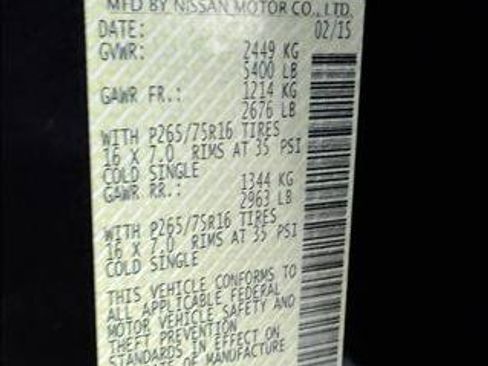 MFD BY NISSAN MOTOR CO., LTD.
DATE: 02/15
GVWR: 2449 KG
5400 LB
GAWR FR.: 1214 KG
2676 LB
WITH P265/75R16 TIRES
16 X 7.0 RIMS AT 35 PSI
COLD SINGLE
GAWR RR.: 1344 KG
2963 LB
WITH P265/75R16 TIRES
16 X 7.0 RIMS AT 35 PSI
COLD SINGLE
THIS VEHICLE CONFORMS TO
ALL APPLICABLE FEDERAL
MOTOR VEHICLE SAFETY AND
THEFT PREVENTION
STANDARDS IN EFFECT ON
DATE OF MANUFACTURE